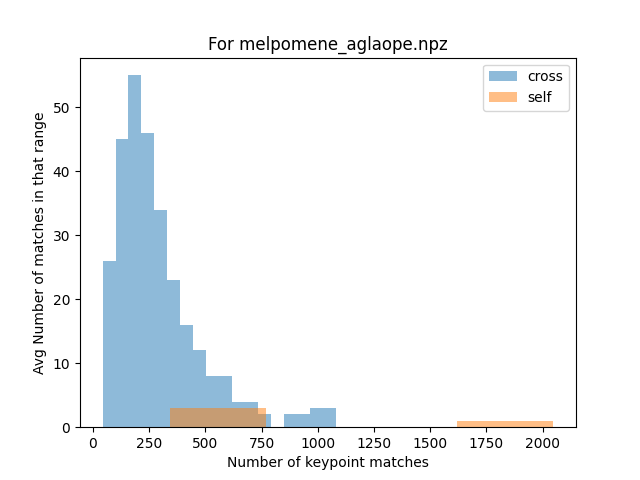 For melpomene_aglaope.npz
cross
self
Avg Number of matches in that range
50
40
30
20
10
0
0 250 500 750 1000 1250 1500 1750 2000
Number of keypoint matches